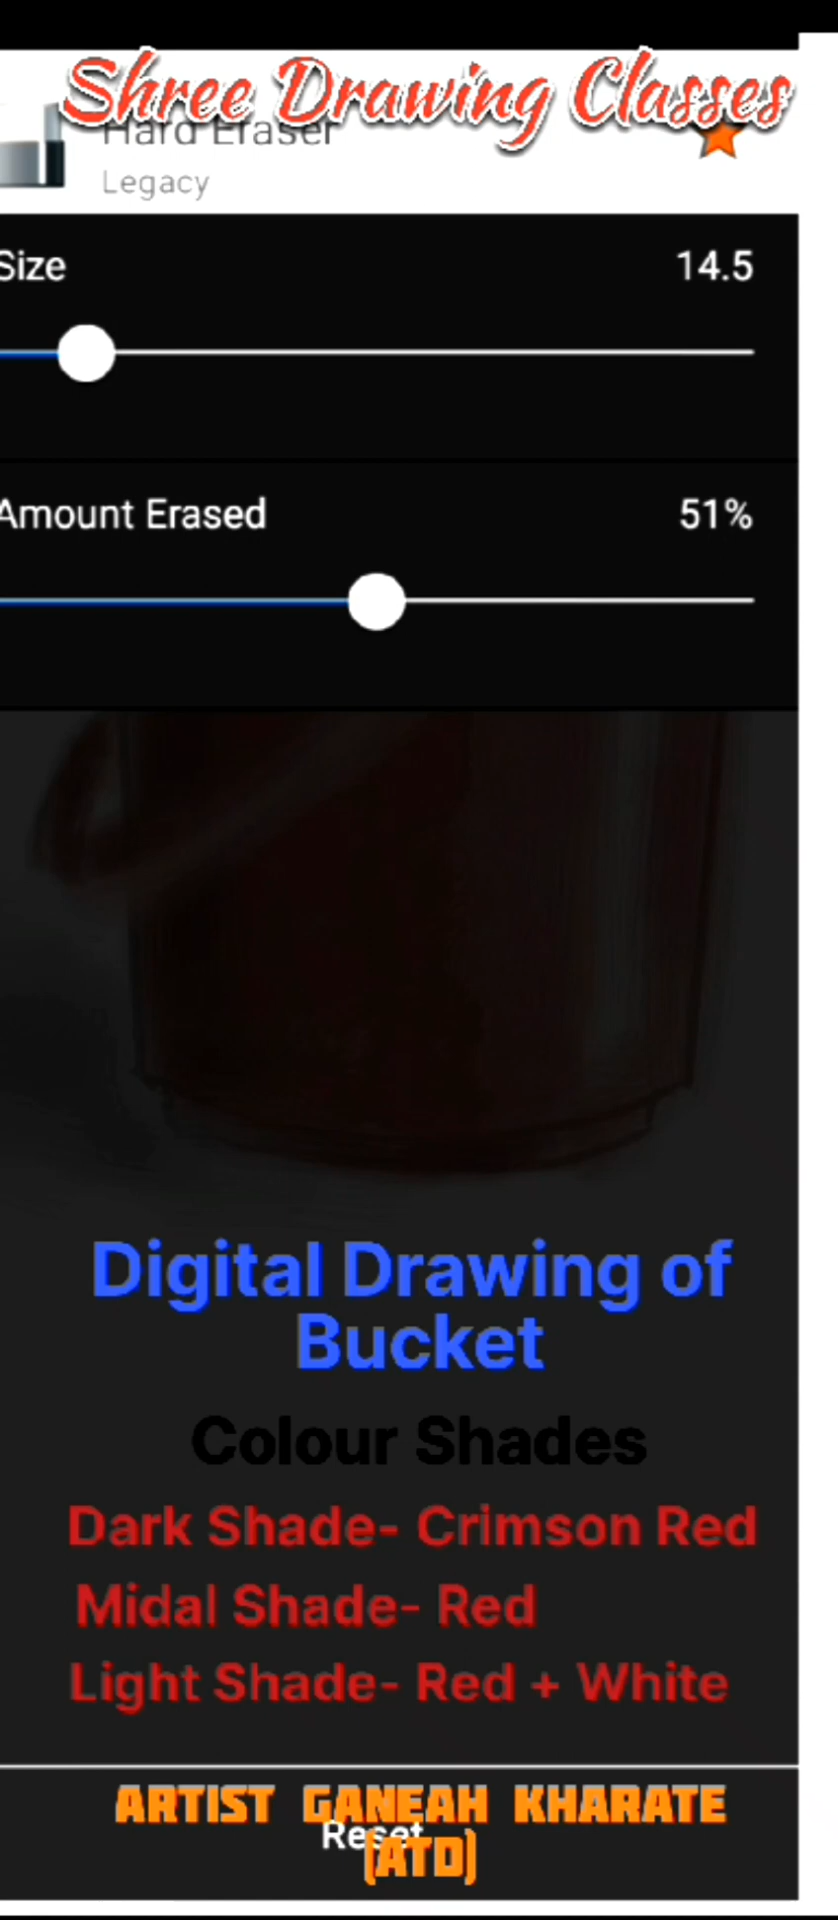 Shree Drawing Classes
Hard Eraser
Legacy
Size 14.5
Amount Erased 51%
Digital Drawing of
Bucket
Colour Shades
Dark Shade- Crimson Red
Midal Shade- Red
Light Shade- Red + White
ARTIST GANEAH KHARATE
Reset
(ATD)